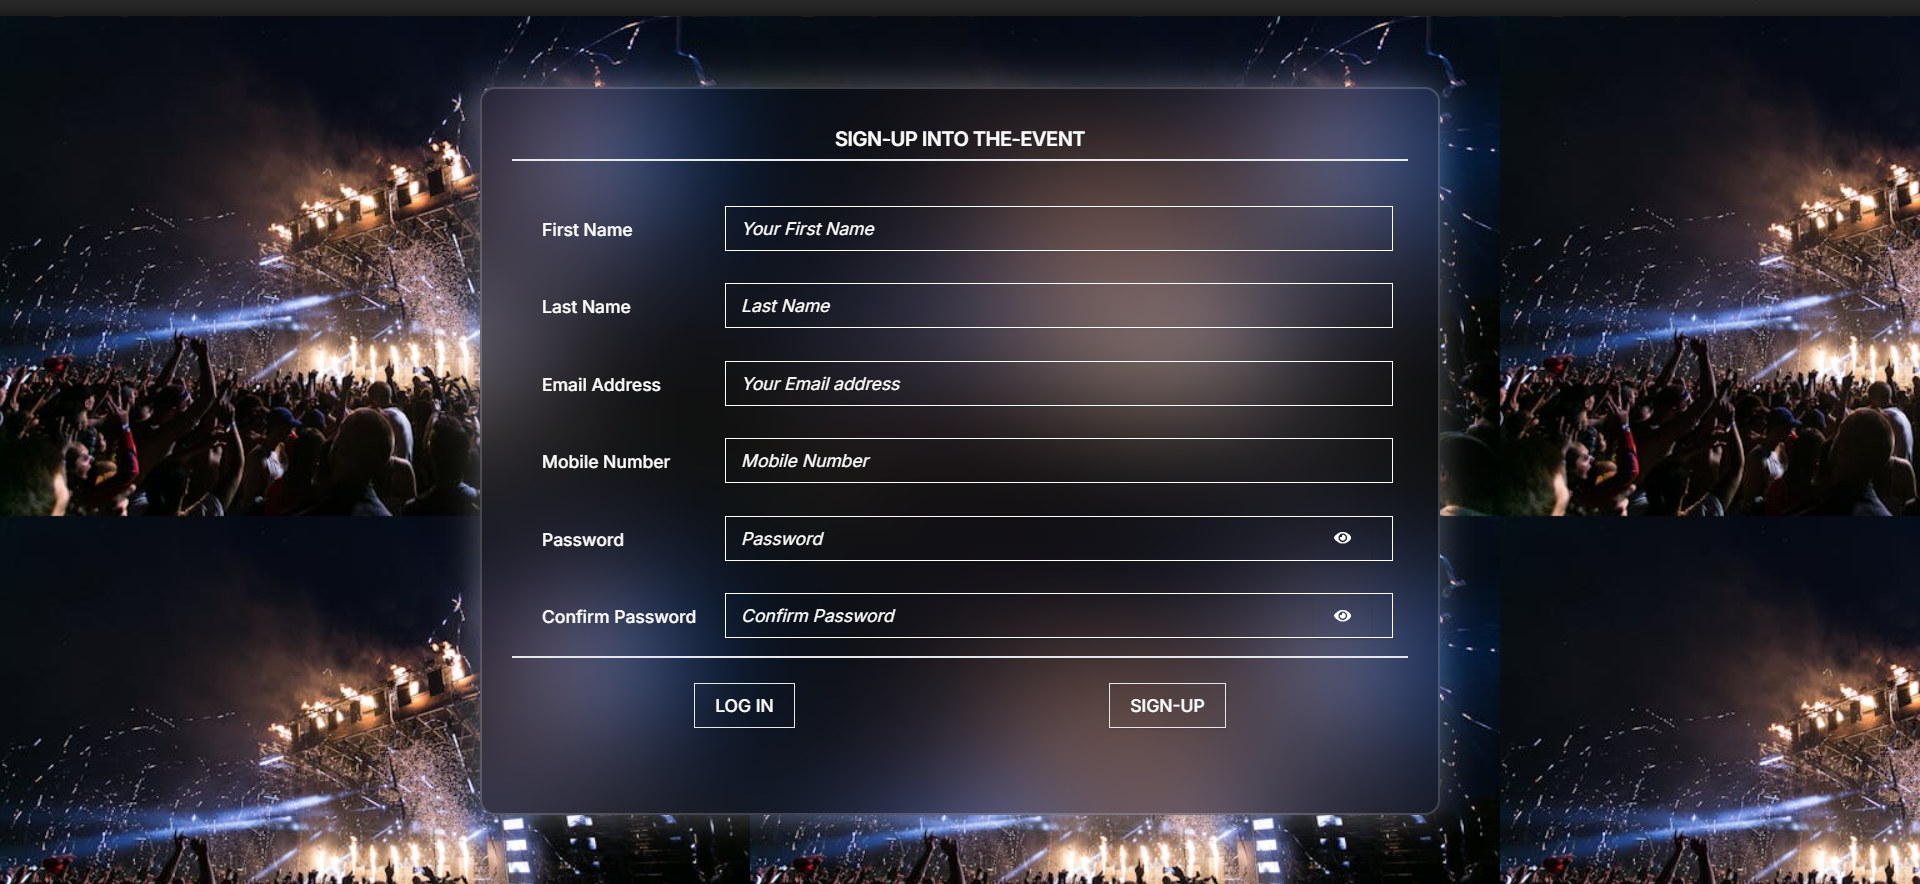 SIGN-UP INTO THE-EVENT
First Name
Your First Name
Last Name
Last Name
Email Address
Your Email address
Mobile Number
Mobile Number
Password
Password
Confirm Password
Confirm Password
LOG IN
SIGN-UP